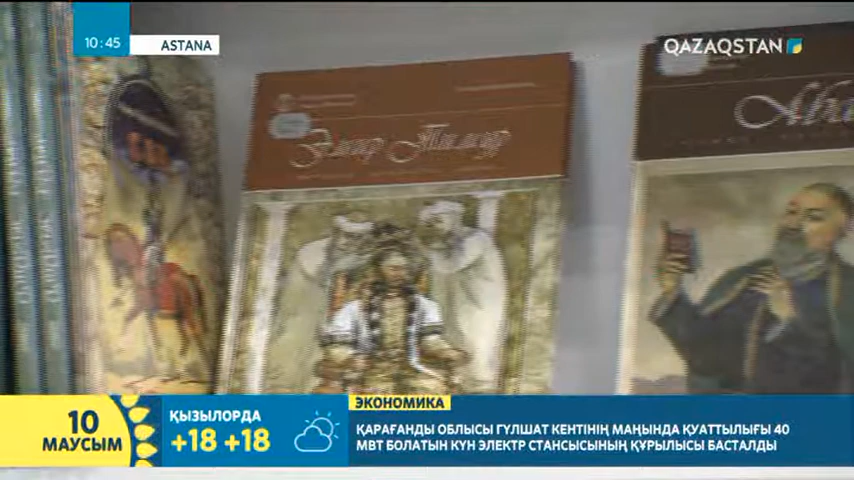 10:45
ASTANA
QAZAQSTAN
Әмір Темір
Аба
10
МАУСЫМ
ҚЫЗЫЛОРДА
+18 +18
ЭКОНОМИКА
ҚАРАҒАНДЫ ОБЛЫСЫ ГҮЛШАТ КЕНТІНІҢ МАҢЫНДА ҚУАТТЫЛЫҒЫ 40
МВТ БОЛАТЫН КҮН ЭЛЕКТР СТАНСЫСЫНЫҢ ҚҰРЫЛЫСЫ БАСТАЛДЫ